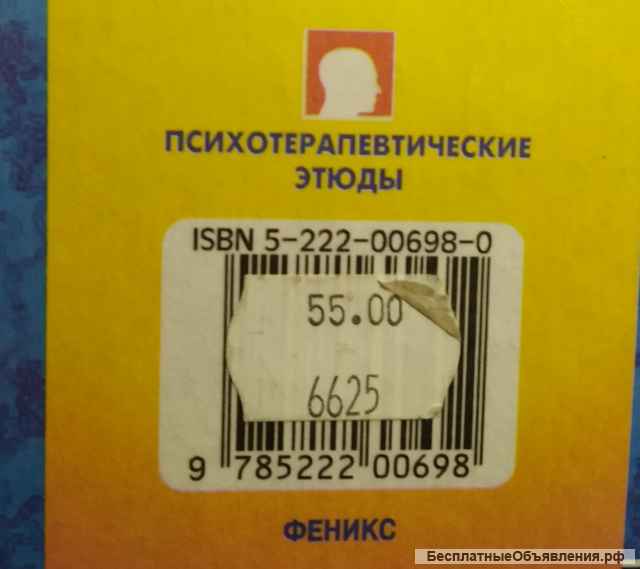 ПСИХОТЕРАПЕВТИЧЕСКИЕ
ЭТЮДЫ
ISBN 5-222-00698-0
55.00
6625
9 785222 00698
ФЕНИКС
БесплатныеОбъявления.рф